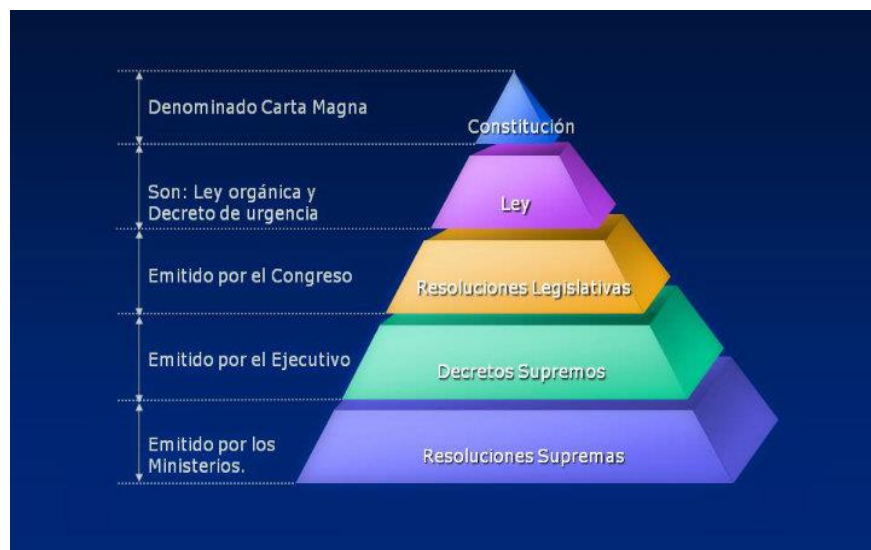 Denominado Carta Magna
Constitución
Son: Ley orgánica y
Decreto de urgencia
Ley
Emitido por el Congreso
Resoluciones Legislativas
Emitido por el Ejecutivo
Decretos Supremos
Emitido por los
Ministerios.
Resoluciones Supremas